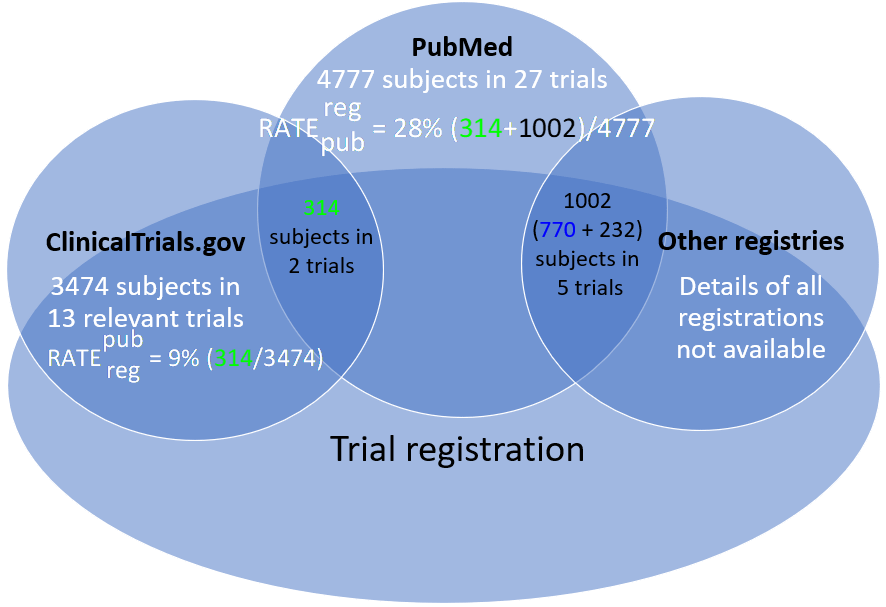 PubMed
4777 subjects in 27 trials
RATE reg pub = 28% (314+1002)/4777
314
subjects in
2 trials
1002
(770 + 232)
subjects in
5 trials
ClinicalTrials.gov
3474 subjects in
13 relevant trials
RATE pub reg = 9% (314/3474)
Other registries
Details of all
registrations
not available
Trial registration